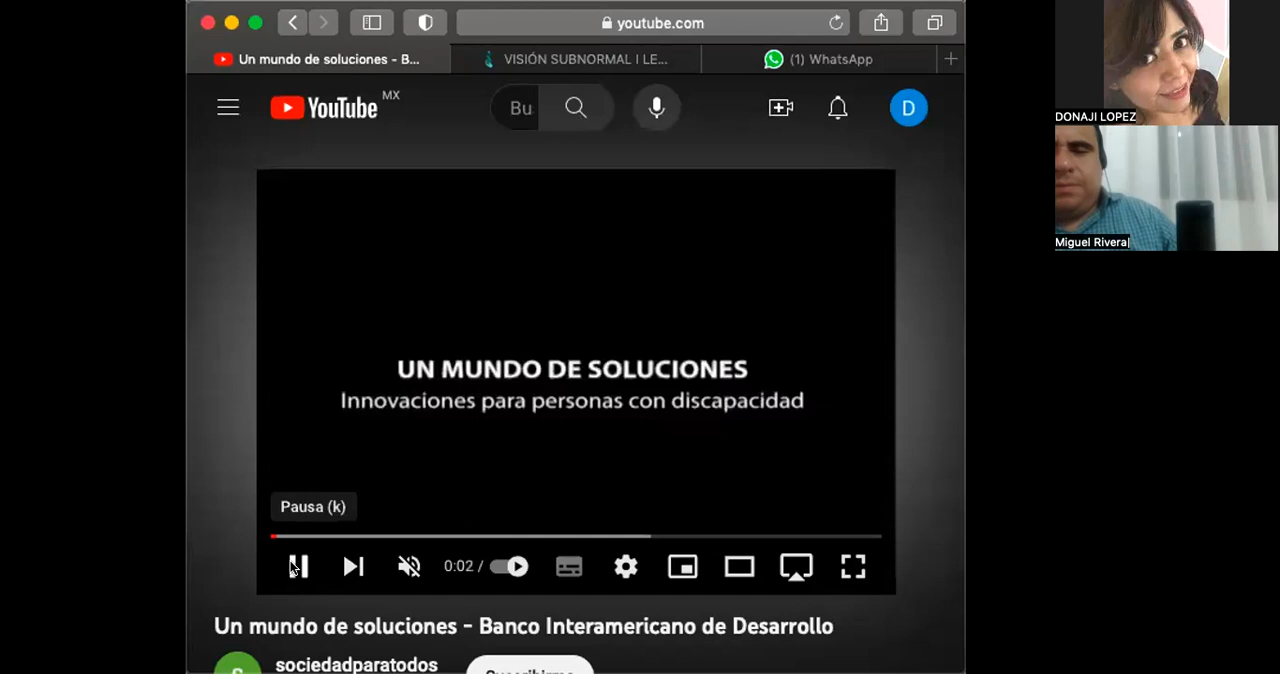 youtube.com
Un mundo de soluciones - B...
VISIÓN SUBNORMAL I LE...
(1) WhatsApp
YouTube MX
Bu
D
UN MUNDO DE SOLUCIONES
Innovaciones para personas con discapacidad
Pausa (k)
0:02 /
Un mundo de soluciones - Banco Interamericano de Desarrollo
sociedadparatodos
Suscribirme
DONAJI LOPEZ
Miguel Rivera